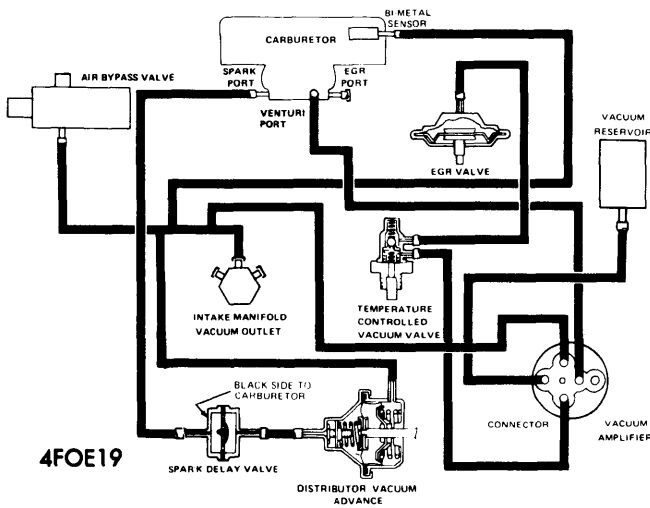 BI-METAL
SENSOR
CARBURETOR
AIR BYPASS VALVE
SPARK
PORT
EGR
PORT
VENTURI
PORT
VACUUM
RESERVOIR
EGR VALVE
INTAKE MANIFOLD
VACUUM OUTLET
TEMPERATURE
CONTROLLED
VACUUM VALVE
BLACK SIDE TO
CARBURETOR
CONNECTOR
VACUUM
AMPLIFIER
4FOE19
SPARK DELAY VALVE
DISTRIBUTOR VACUUM
ADVANCE